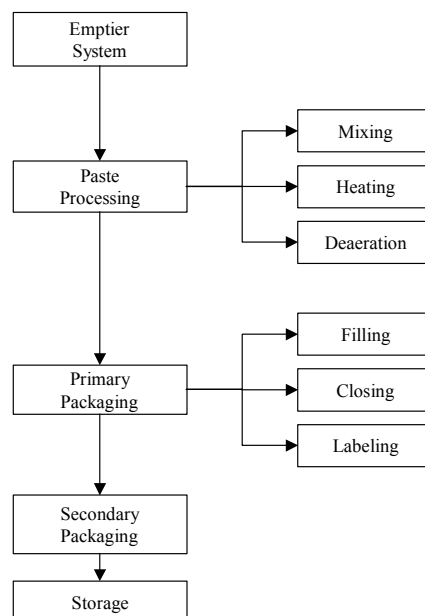 Emptier
System
Mixing
Paste
Processing
Heating
Deaeration
Filling
Primary
Packaging
Closing
Labeling
Secondary
Packaging
Storage